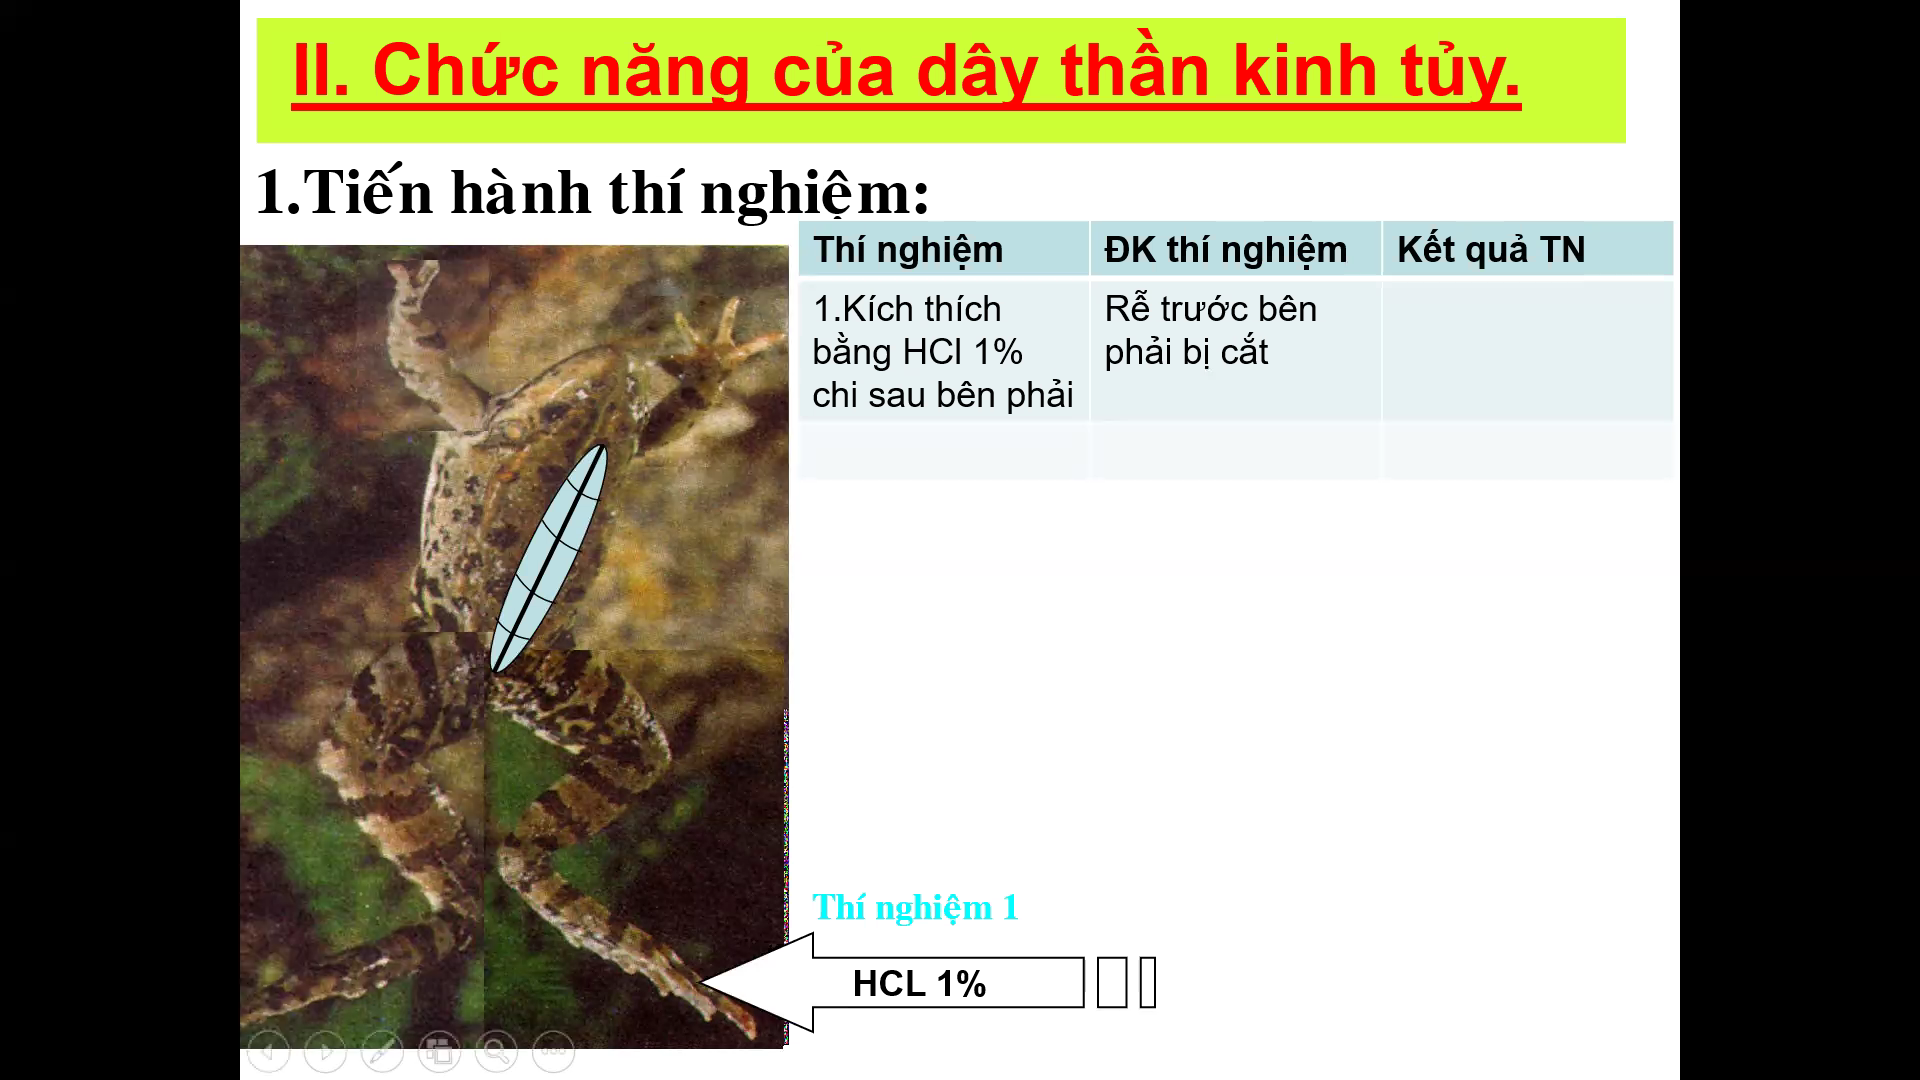 II. Chức năng của dây thần kinh tủy.
1.Tiến hành thí nghiệm:
Thí nghiệm
ĐK thí nghiệm
Kết quả TN
1.Kích thích
bằng HCl 1%
chi sau bên phải
Rễ trước bên
phải bị cắt
Thí nghiệm 1
HCL 1%